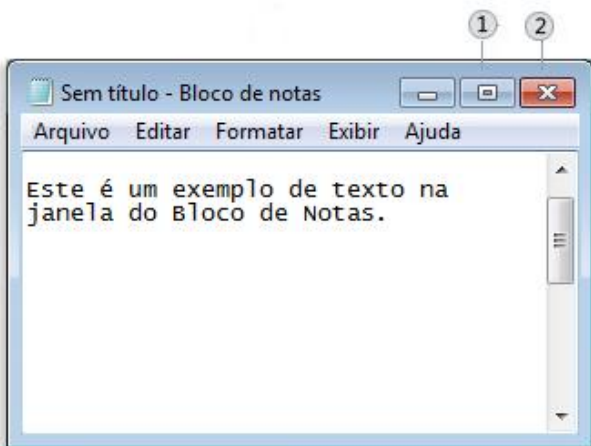 1 2
Sem título - Bloco de notas
Arquivo Editar Formatar Exibir Ajuda
Este é um exemplo de texto na
janela do Bloco de Notas.